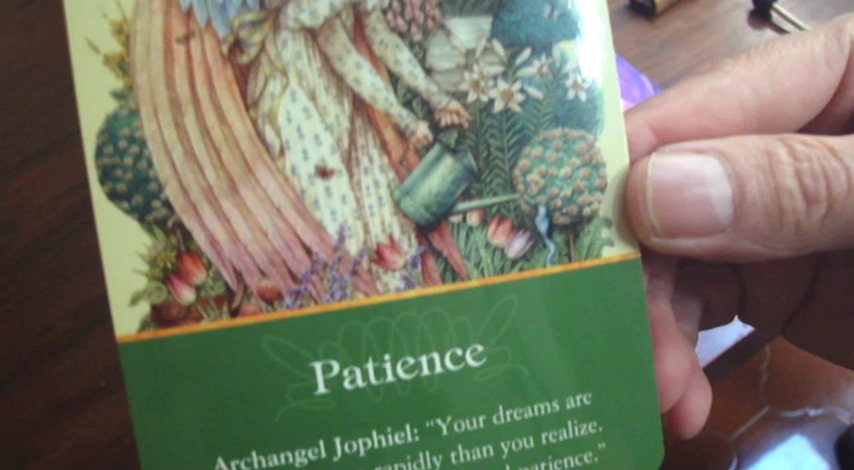 Patience
Archangel Jophiel: "Your dreams are
rapidly than you realize.
patience."